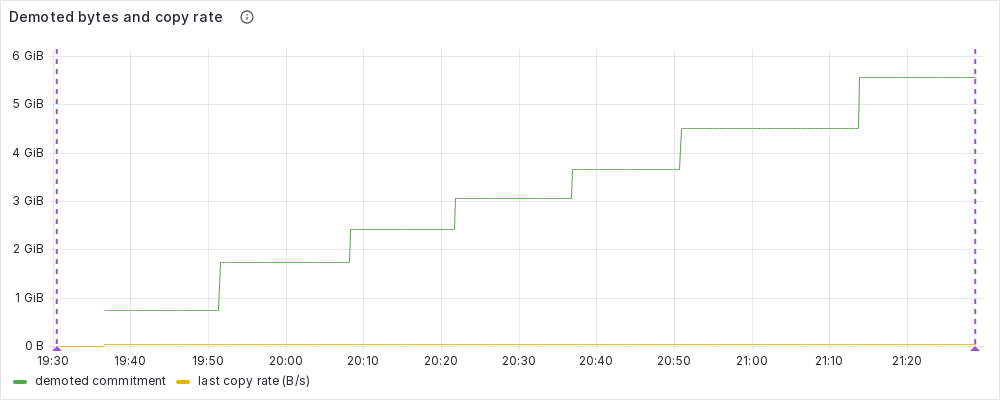 Demoted bytes and copy rate
6 GiB
5 GiB
4 GiB
3 GiB
2 GiB
1 GiB
0 B
19:30 19:40 19:50 20:00 20:10 20:20 20:30 20:40 20:50 21:00 21:10 21:20
demoted commitment last copy rate (B/s)